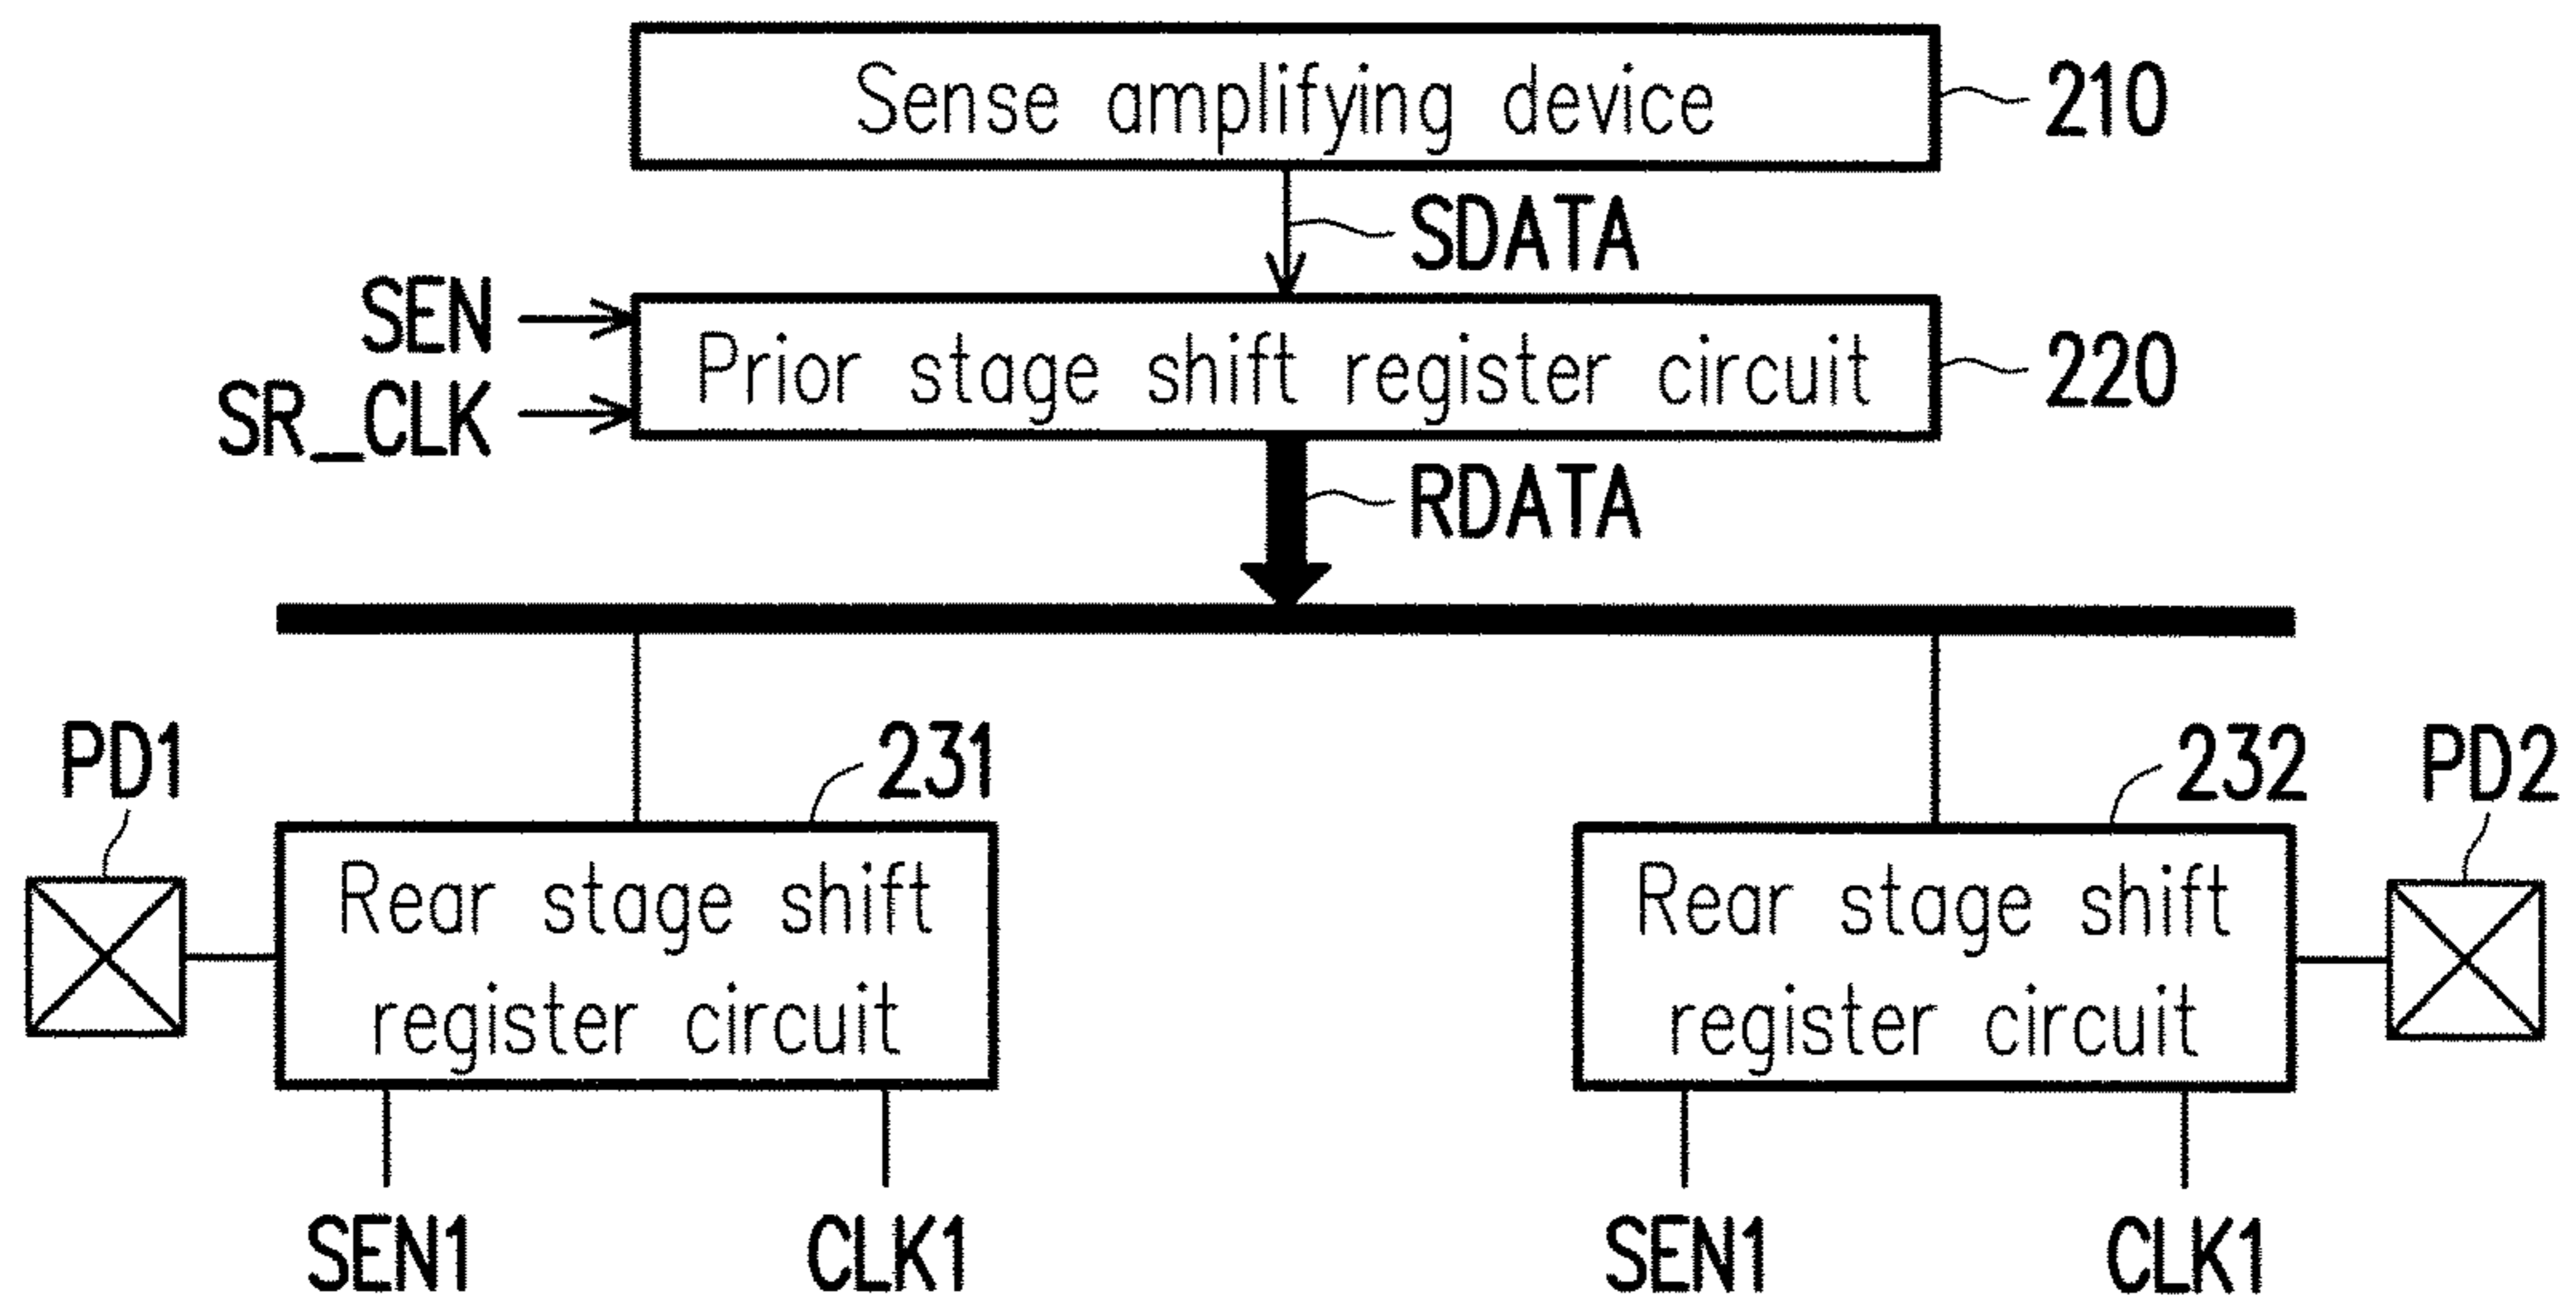 Sense amplifying device
210
SDATA
SEN
SR_CLK
Prior stage shift register circuit
220
RDATA
PD1
231
232
PD2
Rear stage shift
register circuit
Rear stage shift
register circuit
SEN1
CLK1
SEN1
CLK1